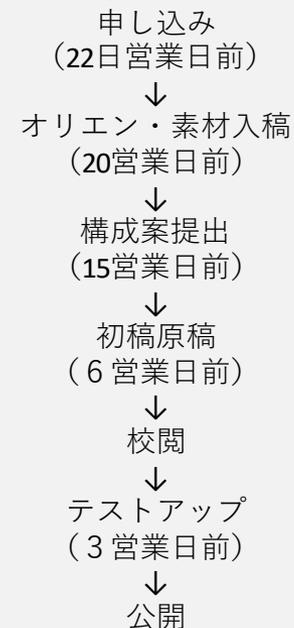 申し込み
（22日営業日前）
↓
オリエン・素材入稿
（20営業日前）
↓
構成案提出
（15営業日前）
↓
初稿原稿
（６営業日前）
↓
校閲
↓
テストアップ
（３営業日前）
↓
公開